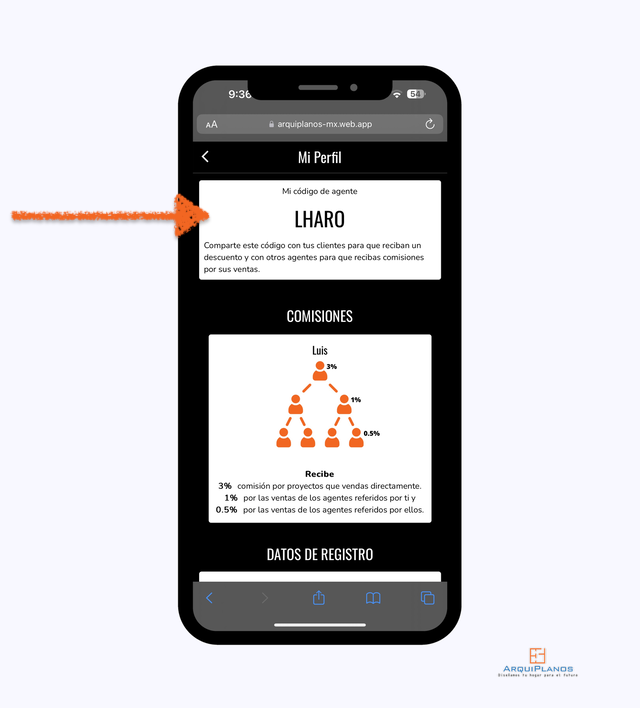 9:36
54
AA
arquiplanos-mx.web.app
Mi Perfil
Mi código de agente
LHARO
Comparte este código con tus clientes para que reciban un
descuento y con otros agentes para que recibas comisiones
por sus ventas.
COMISIONES
Luis
3%
1%
0.5%
Recibe
3% comisión por proyectos que vendas directamente.
1% por las ventas de los agentes referidos por ti y
0.5% por las ventas de los agentes referidos por ellos.
DATOS DE REGISTRO
ARQUIPLANOS
Diseñamos tu hogar para el futuro